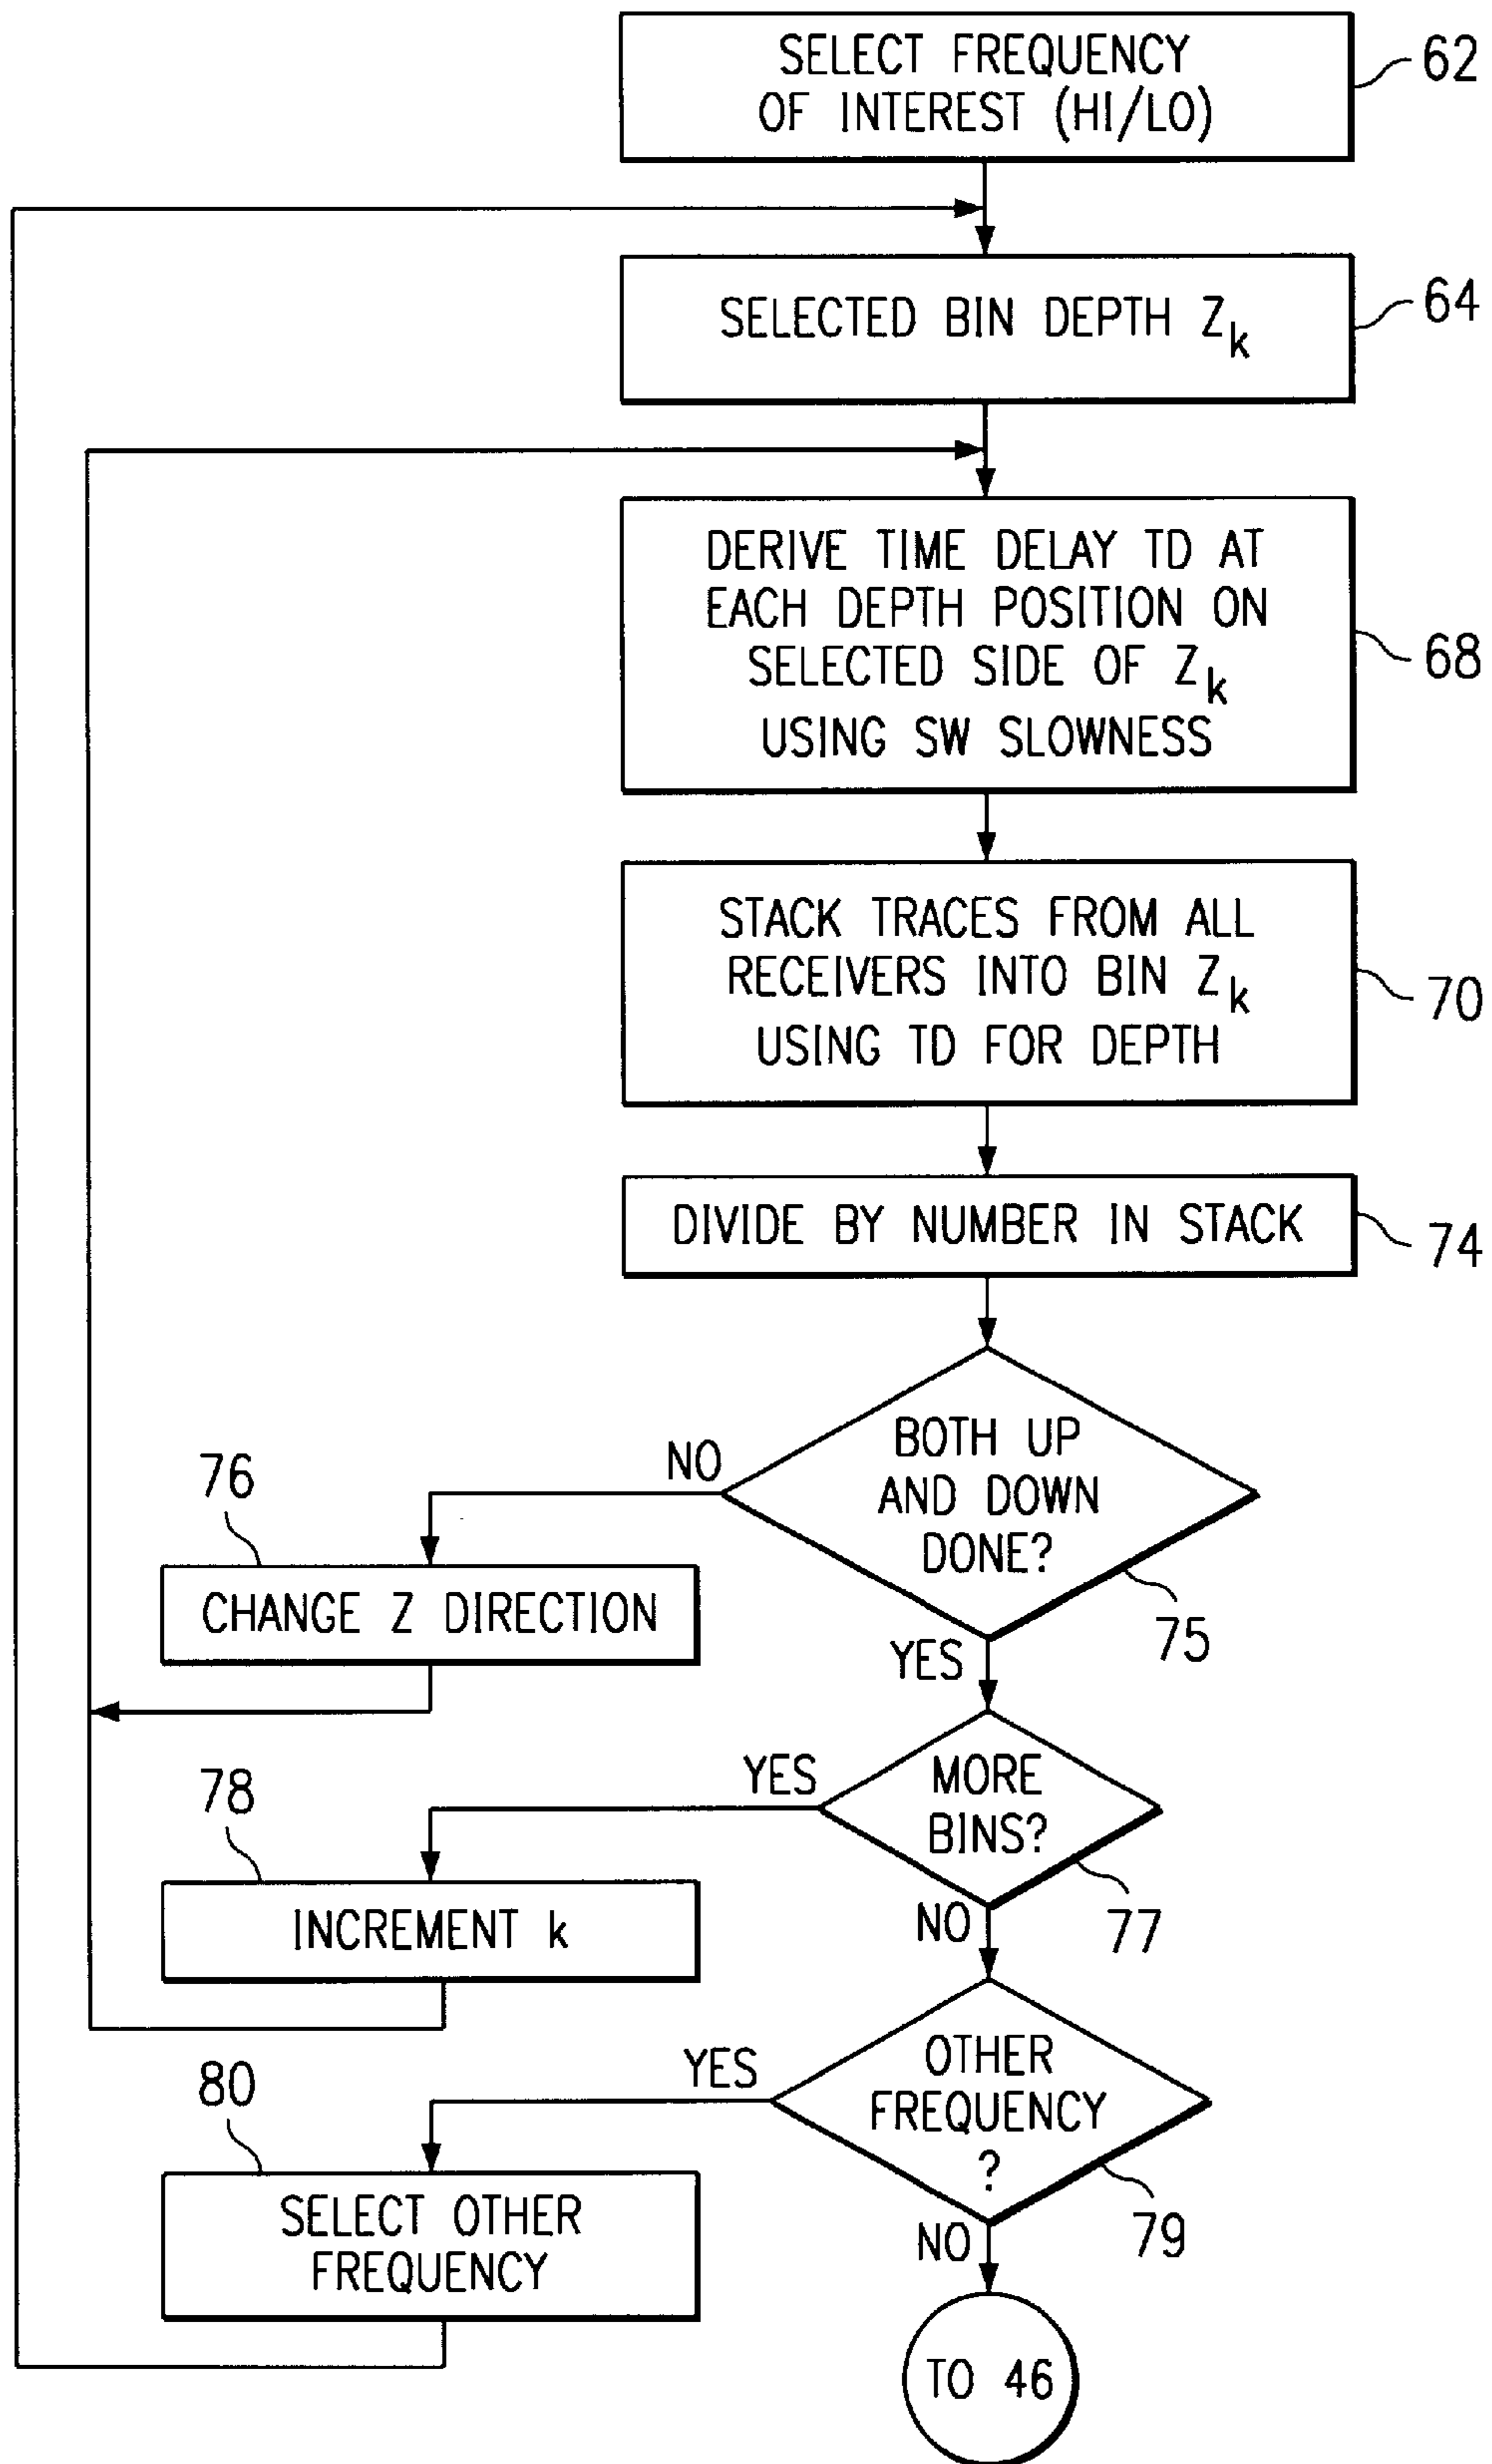 SELECT FREQUENCY
OF INTEREST (HI/LO)
62
SELECTED BIN DEPTH Zk
64
DERIVE TIME DELAY TD AT
EACH DEPTH POSITION ON
SELECTED SIDE OF Zk
USING SW SLOWNESS
68
STACK TRACES FROM ALL
RECEIVERS INTO BIN Zk
USING TD FOR DEPTH
70
DIVIDE BY NUMBER IN STACK
74
BOTH UP
AND DOWN
DONE?
75
NO
76
CHANGE Z DIRECTION
YES
MORE
BINS?
77
YES
78
INCREMENT k
NO
OTHER
FREQUENCY
?
79
YES
80
SELECT OTHER
FREQUENCY
NO
TO 46